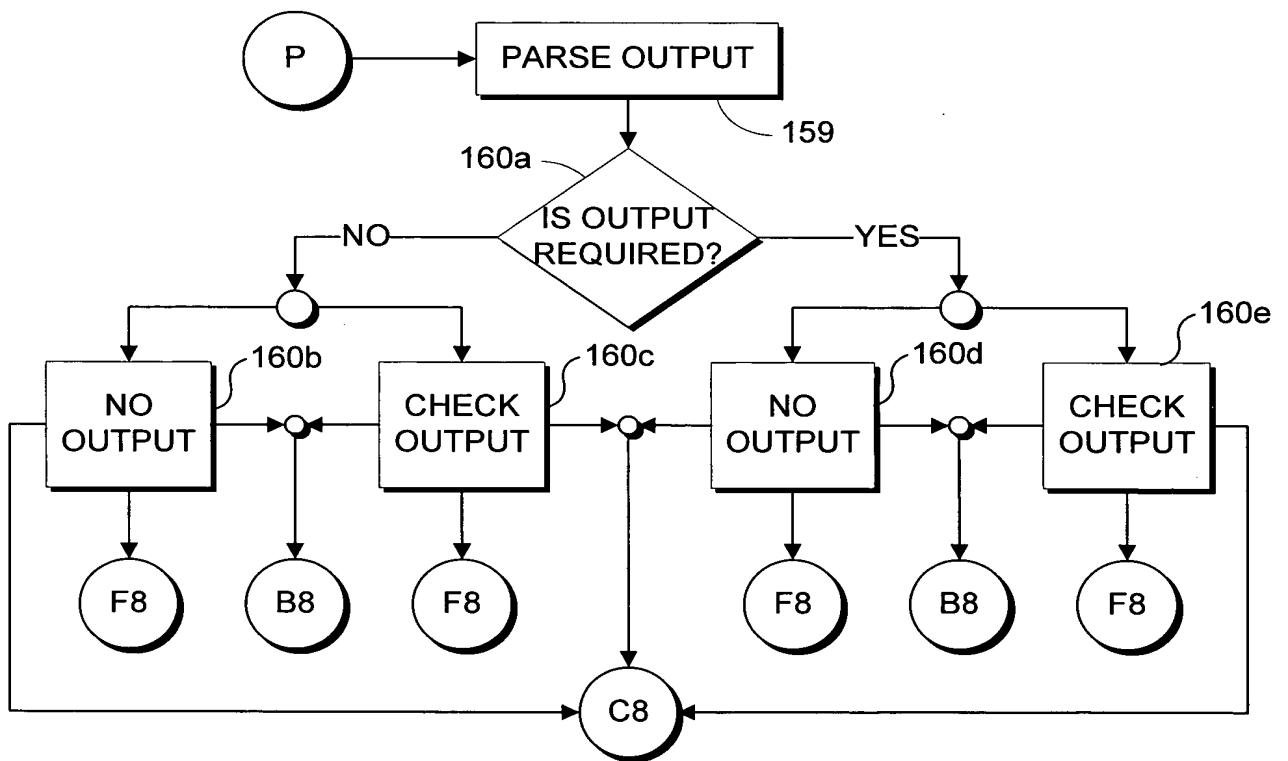 P
PARSE OUTPUT
159
160a
IS OUTPUT
REQUIRED?
NO
YES
160b
160c
160d
160e
NO
OUTPUT
CHECK
OUTPUT
NO
OUTPUT
CHECK
OUTPUT
F8
B8
F8
F8
B8
F8
C8